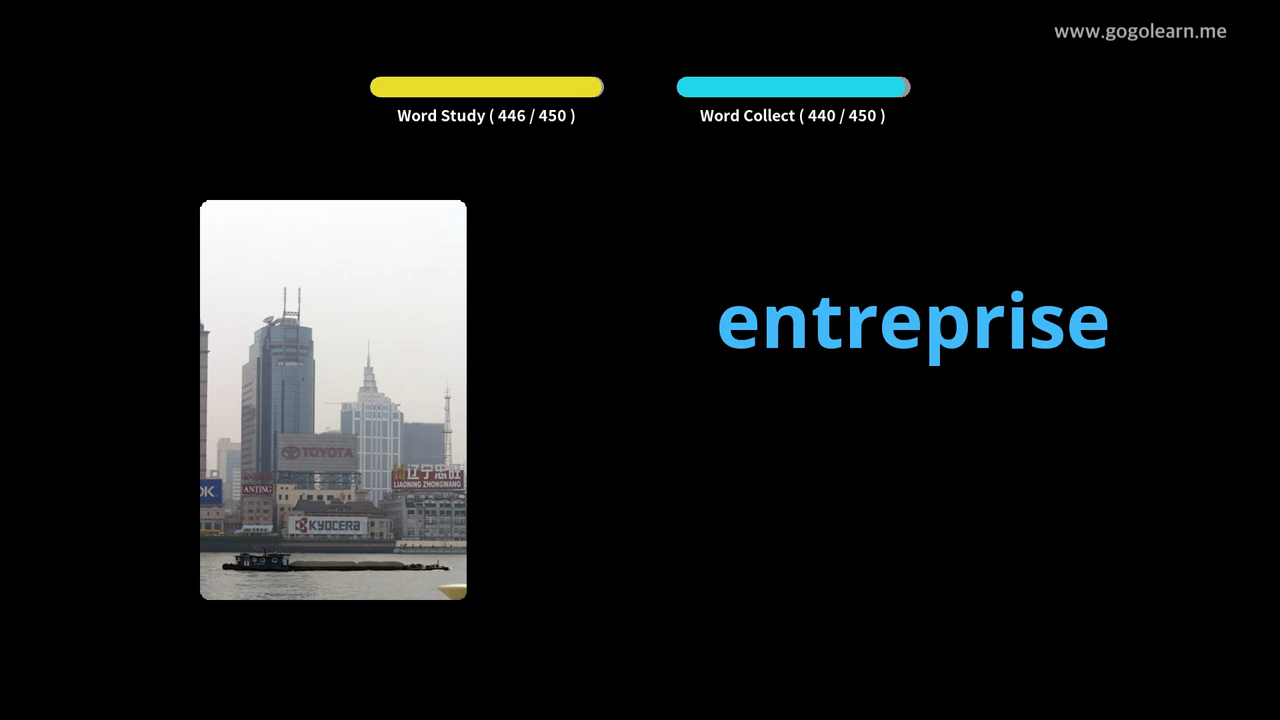 www.gogolearn.me
Word Study ( 446 / 450 )
Word Collect ( 440 / 450 )
entreprise
TOYOTA
辽宁忠旺
LIAONING ZHONGWANG
OK
ANTING
KYOCERA